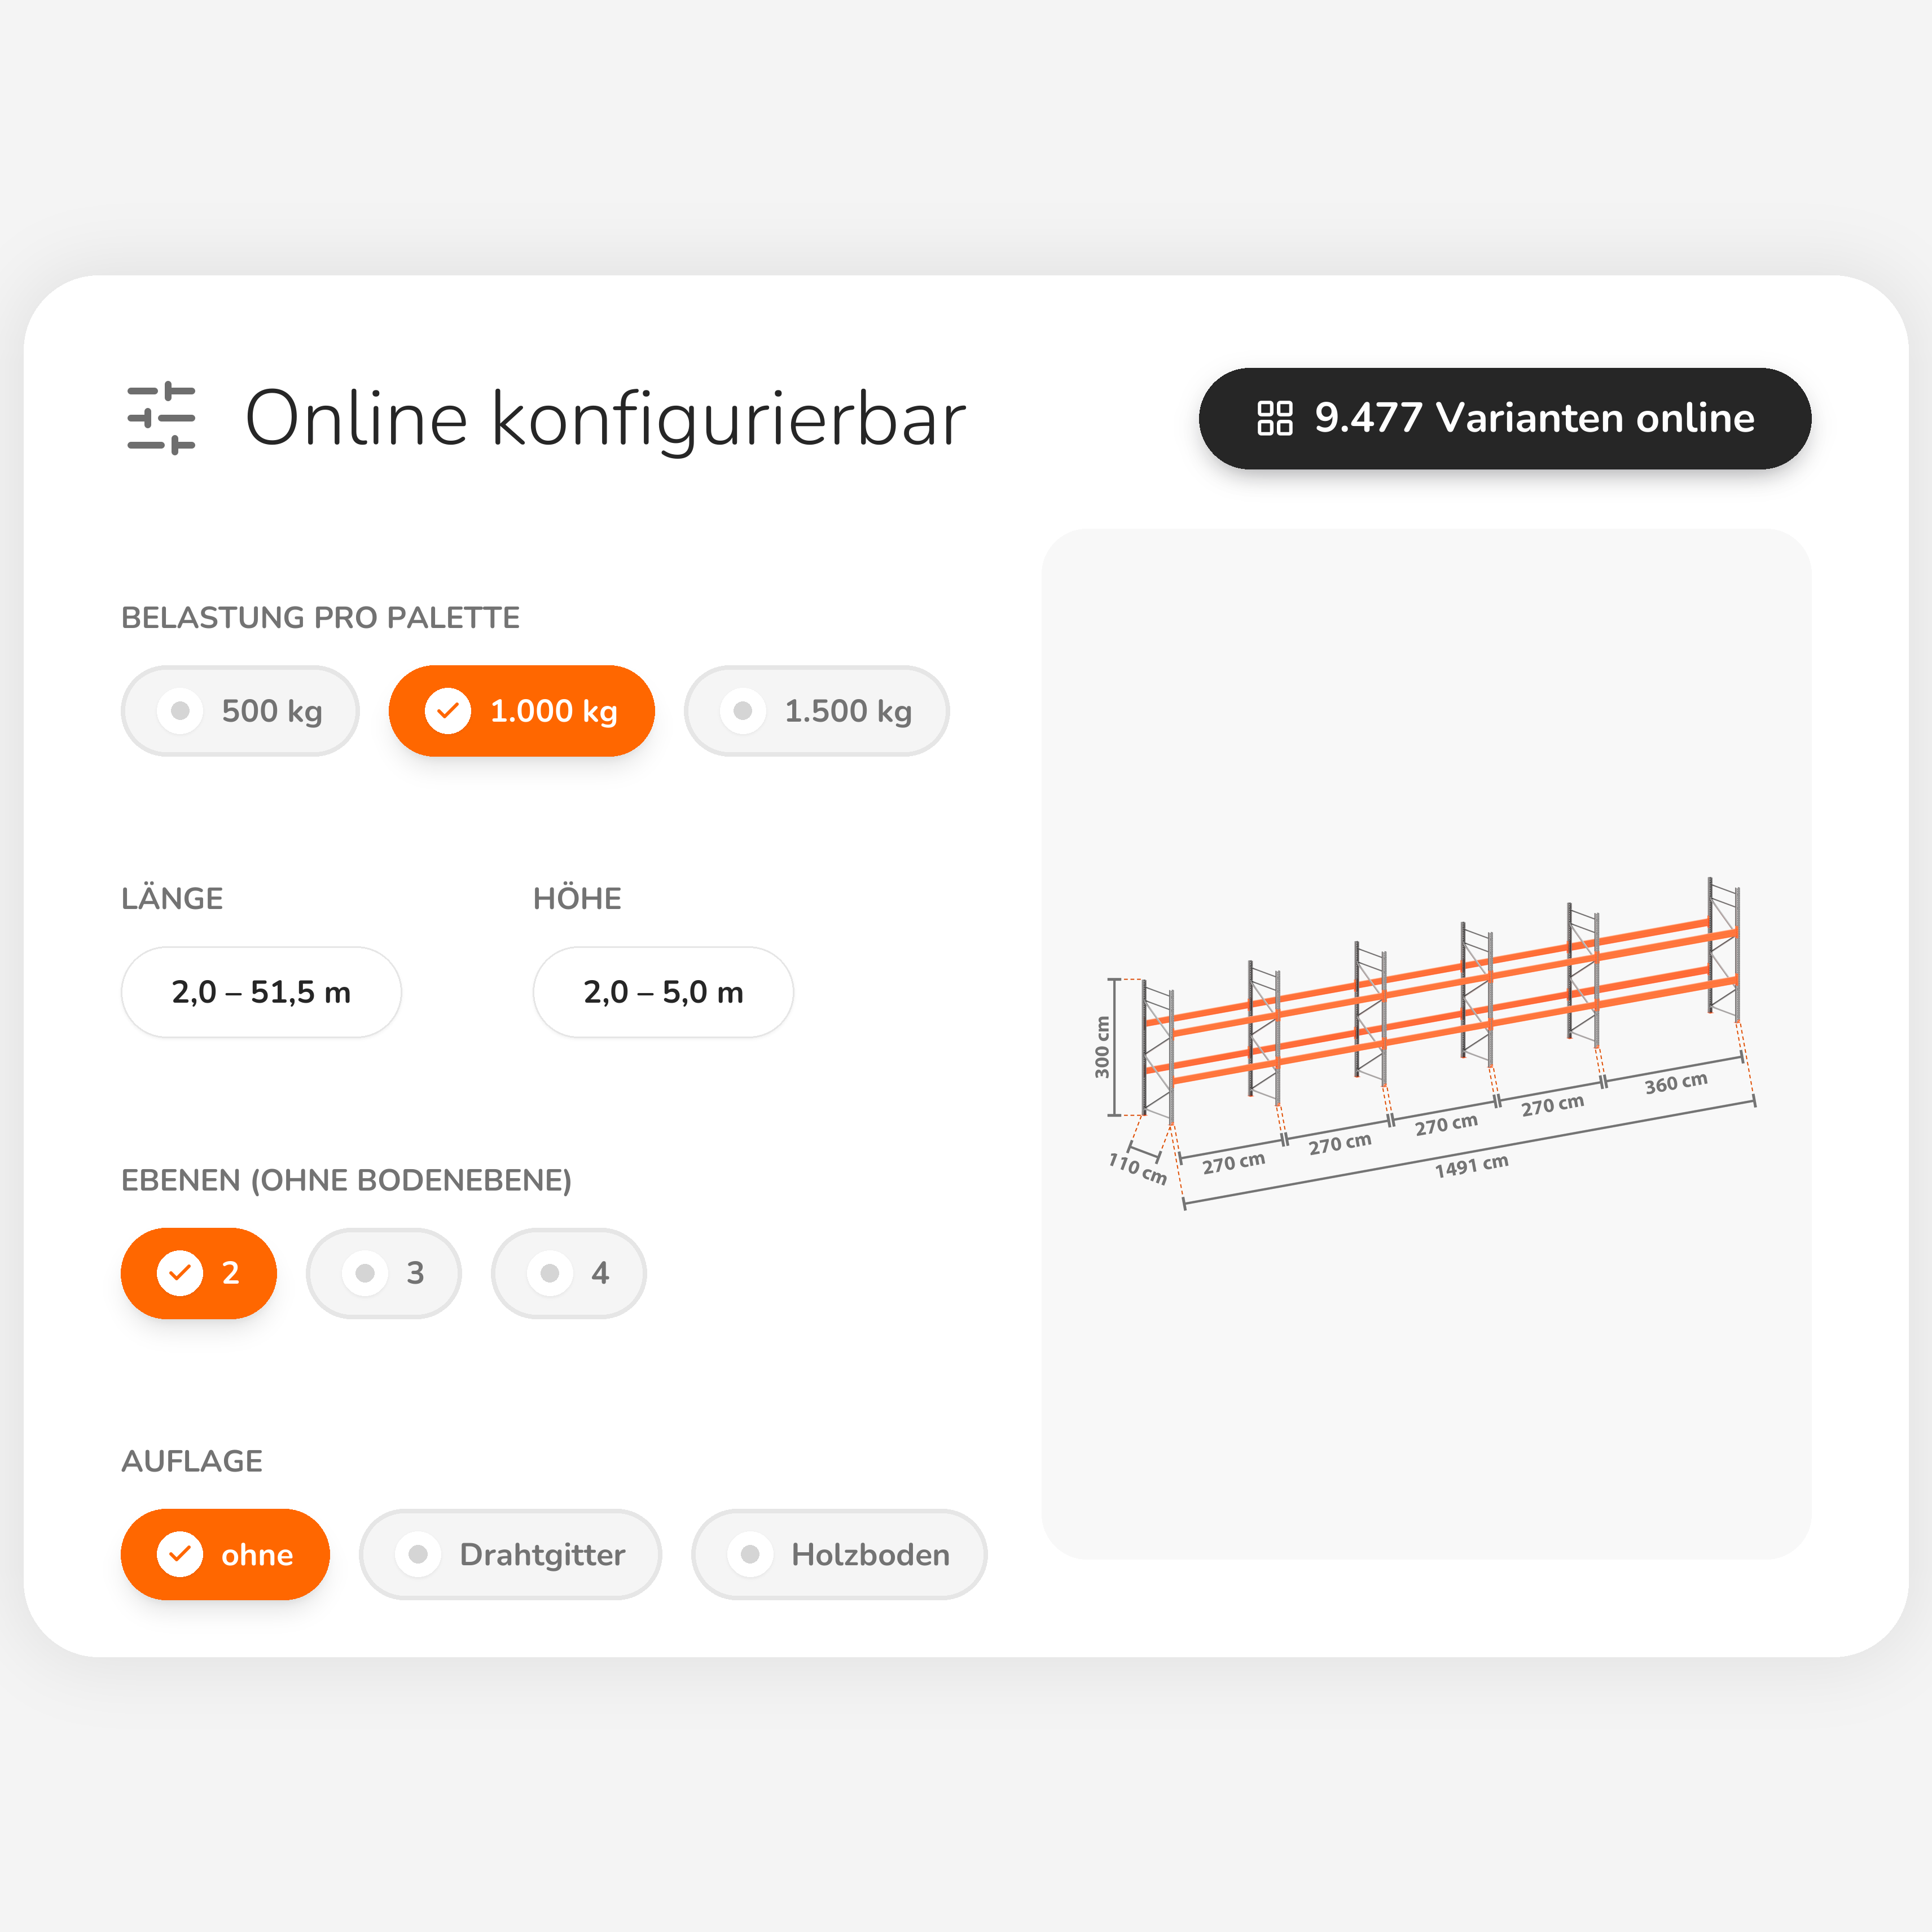 Online konfigurierbar
9.477 Varianten online
BELASTUNG PRO PALETTE
500 kg
1.000 kg
1.500 kg
LÄNGE
HÖHE
2,0 – 51,5 m
2,0 – 5,0 m
EBENEN (OHNE BODENEBENE)
2
3
4
AUFLAGE
ohne
Drahtgitter
Holzboden
300 cm
110 cm
270 cm
270 cm
270 cm
270 cm
360 cm
1491 cm